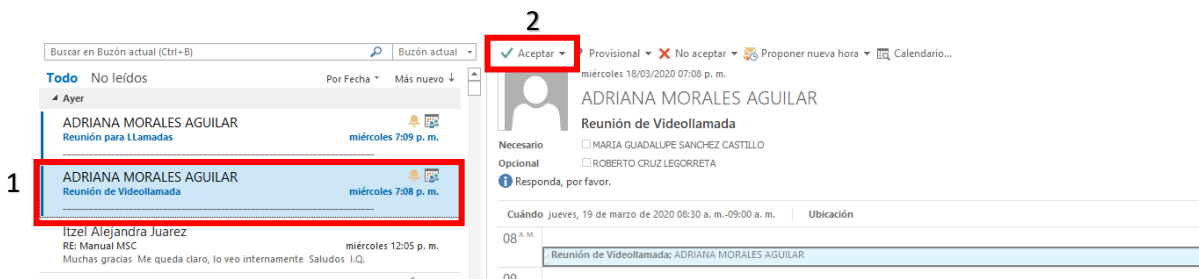 2
Buscar en Buzón actual (Ctrl+B) Buzón actual
Todo No leídos Por Fecha Más nuevo
Ayer
ADRIANA MORALES AGUILAR
Reunión para LLamadas miércoles 7:09 p. m.
1
ADRIANA MORALES AGUILAR
Reunión de Videollamada miércoles 7:08 p. m.
Itzel Alejandra Juarez
RE: Manual MSC miércoles 12:05 p. m.
Muchas gracias Me queda claro, lo veo internamente Saludos I.Q.
Aceptar ? Provisional No aceptar Proponer nueva hora Calendario...
miércoles 18/03/2020 07:08 p. m.
ADRIANA MORALES AGUILAR
Reunión de Videollamada
Necesario MARIA GUADALUPE SANCHEZ CASTILLO
Opcional ROBERTO CRUZ LEGORRETA
Responda, por favor.
Cuándo jueves, 19 de marzo de 2020 08:30 a. m.-09:00 a. m. Ubicación
08 A.M.
Reunión de Videollamada; ADRIANA MORALES AGUILAR
09